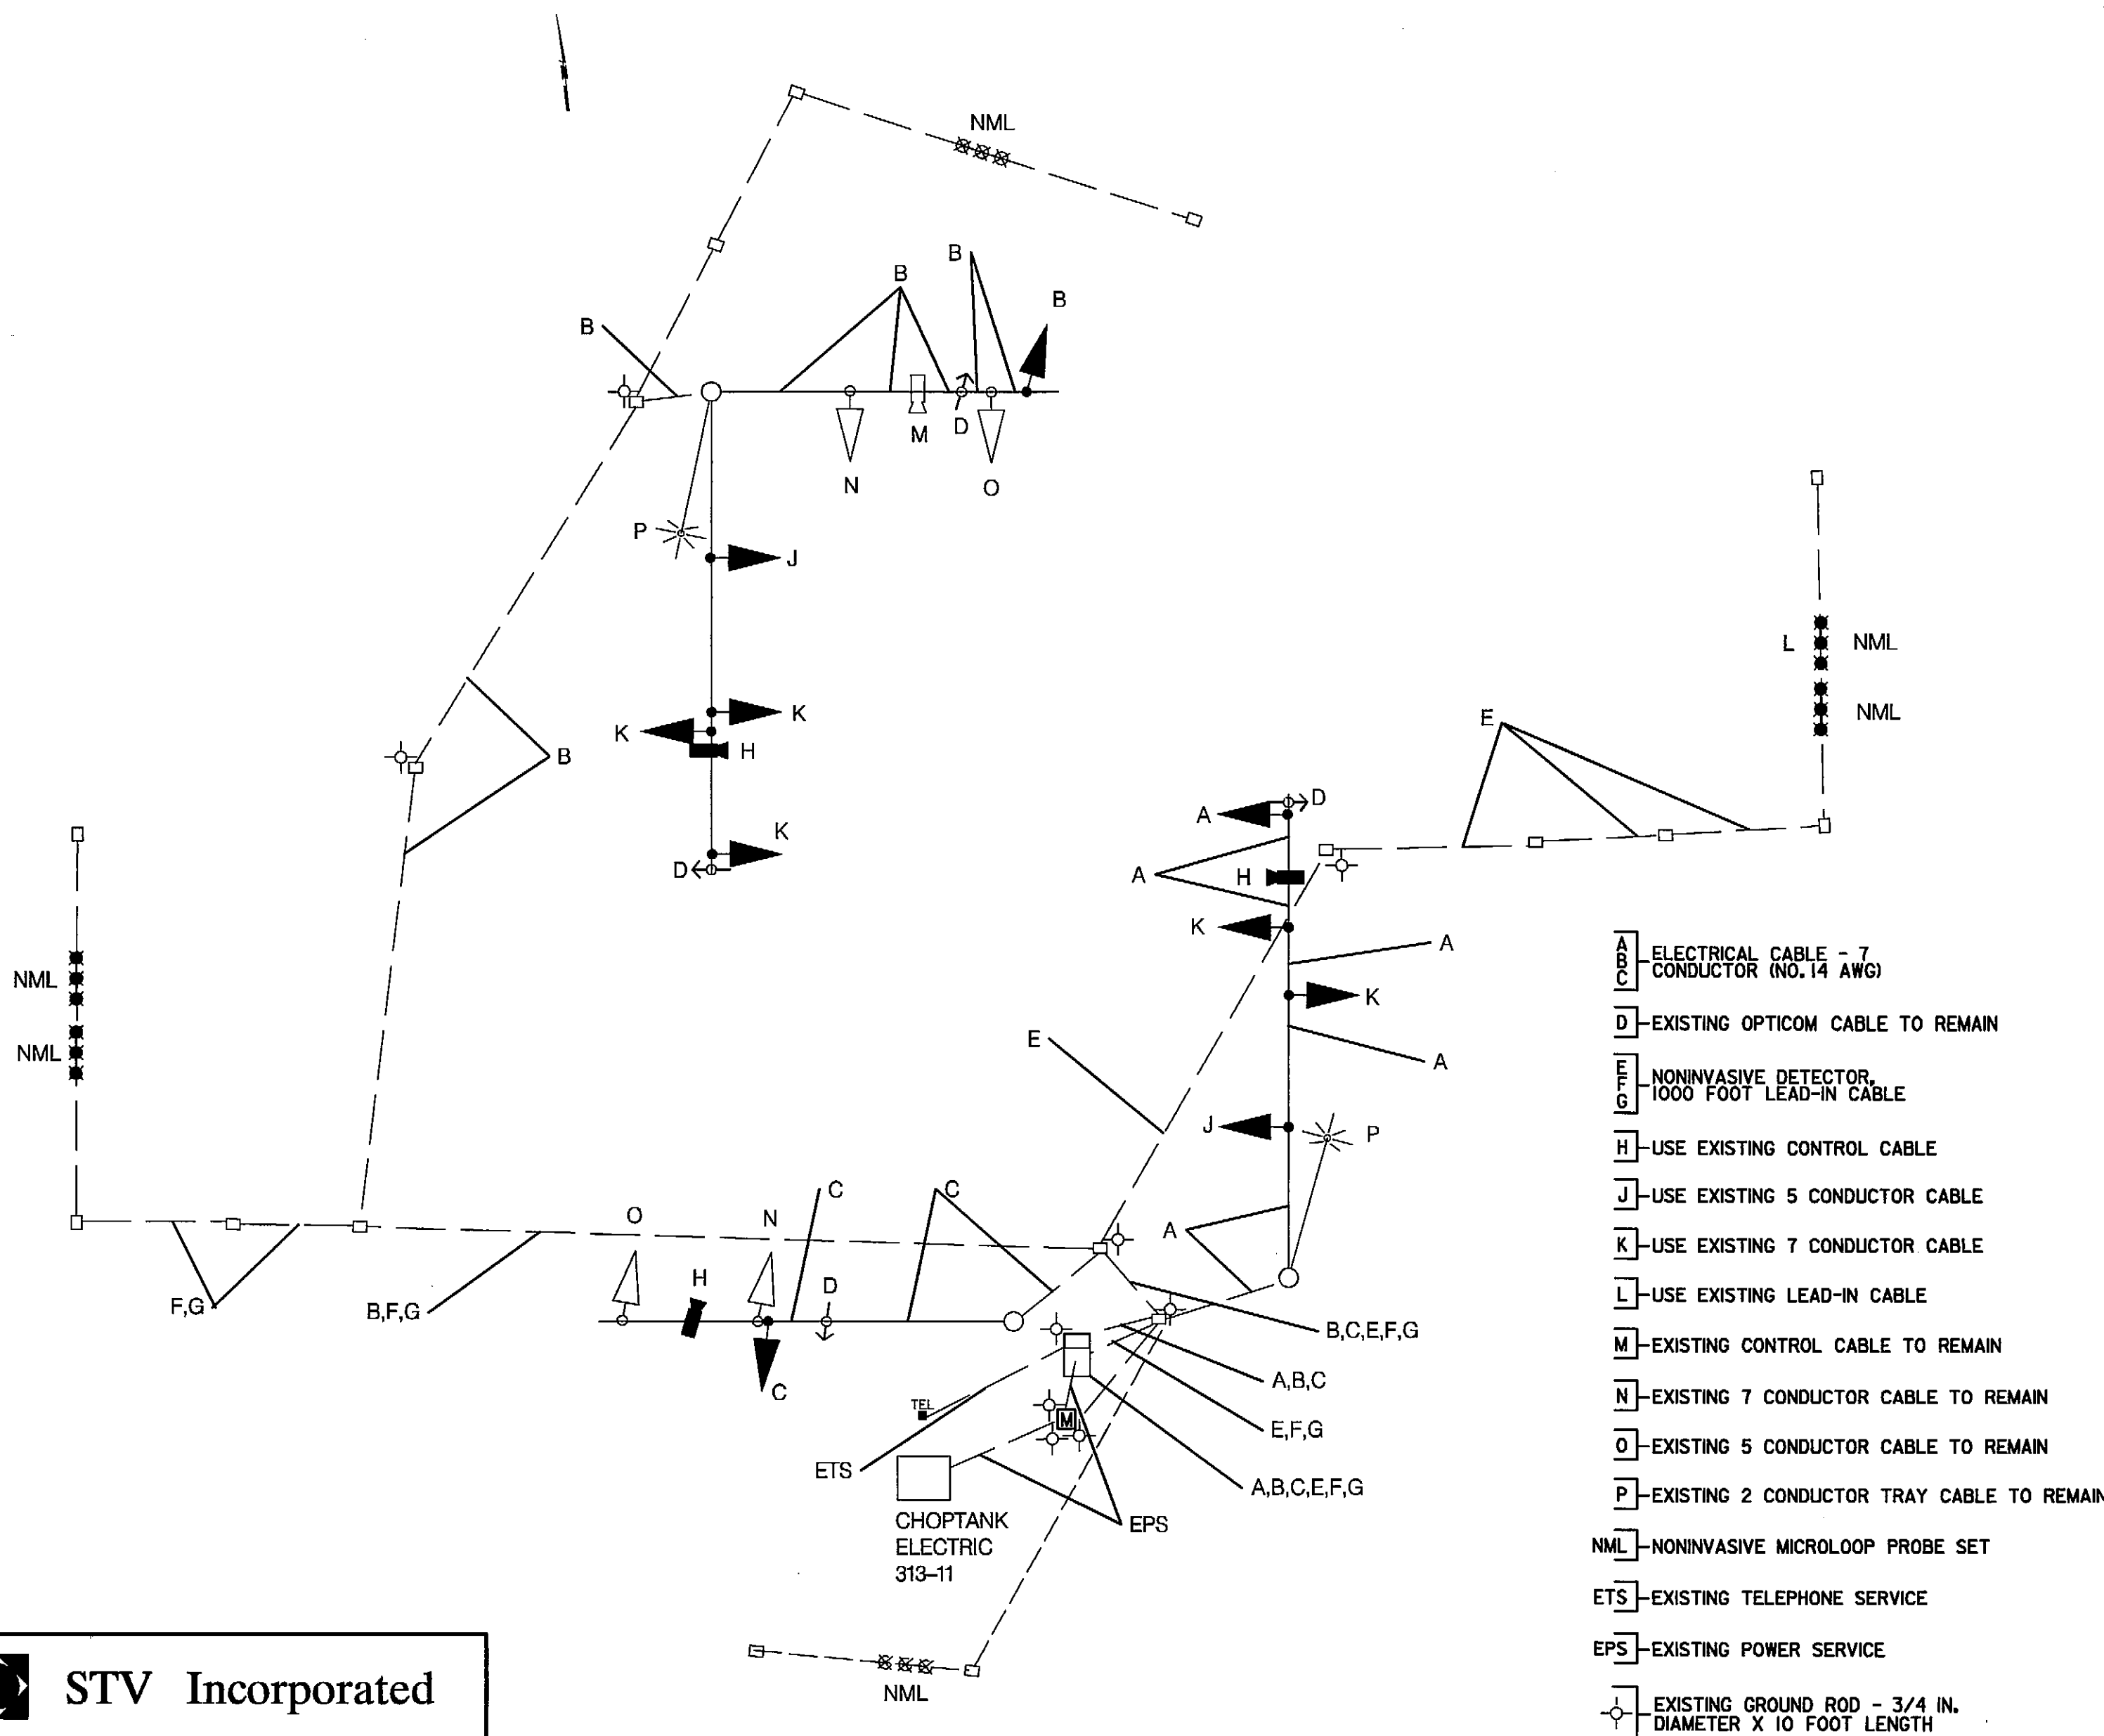 NML
B
B
B
B
M
D
N
O
P
J
K
K
H
B
K
D
L
NML
NML
E
A
D
A
H
K
A
K
A
E
J
P
NML
NML
O
N
C
C
A
H
D
F,G
B,F,G
C
B,C,E,F,G
A,B,C
E,F,G
A,B,C,E,F,G
TEL
M
ETS
EPS
CHOPTANK
ELECTRIC
313-11
NML
STV Incorporated
A
B
C
ELECTRICAL CABLE - 7
CONDUCTOR (NO.14 AWG)
D EXISTING OPTICOM CABLE TO REMAIN
E
F
G
NONINVASIVE DETECTOR,
1000 FOOT LEAD-IN CABLE
H USE EXISTING CONTROL CABLE
J USE EXISTING 5 CONDUCTOR CABLE
K USE EXISTING 7 CONDUCTOR CABLE
L USE EXISTING LEAD-IN CABLE
M EXISTING CONTROL CABLE TO REMAIN
N EXISTING 7 CONDUCTOR CABLE TO REMAIN
O EXISTING 5 CONDUCTOR CABLE TO REMAIN
P EXISTING 2 CONDUCTOR TRAY CABLE TO REMAIN
NML NONINVASIVE MICROLOOP PROBE SET
ETS EXISTING TELEPHONE SERVICE
EPS EXISTING POWER SERVICE
EXISTING GROUND ROD - 3/4 IN.
DIAMETER X 10 FOOT LENGTH